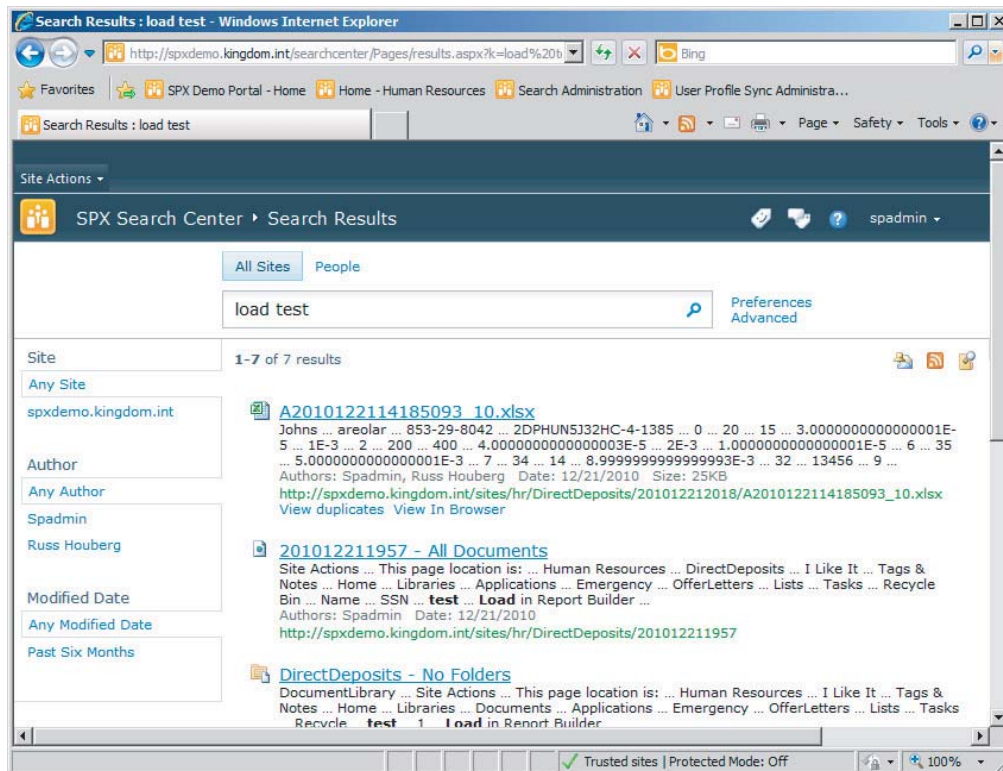 Search Results : load test - Windows Internet Explorer
http://spxdemo.kingdom.int/searchcenter/Pages/results.aspx?k=load%20t
Bing
Favorites SPX Demo Portal - Home Home - Human Resources Search Administration User Profile Sync Administra...
Search Results : load test
Page Safety Tools
Site Actions
SPX Search Center Search Results
spadmin
All Sites People
load test
Preferences
Advanced
Site
Any Site
spxdemo.kingdom.int
Author
Any Author
Spadmin
Russ Houberg
Modified Date
Any Modified Date
Past Six Months
1-7 of 7 results
A2010122114185093_10.xlsx
Johns ... areolar ... 853-29-8042 ... 2DPHUN5J32HC-4-1385 ... 0 ... 20 ... 15 ... 3.0000000000000001E-
5 ... 1E-3 ... 2 ... 200 ... 400 ... 4.0000000000000003E-5 ... 2E-3 ... 1.0000000000000001E-5 ... 6 ... 35
... 5.0000000000000001E-3 ... 7 ... 34 ... 14 ... 8.9999999999999993E-3 ... 32 ... 13456 ... 9 ...
Authors: Spadmin, Russ Houberg Date: 12/21/2010 Size: 25KB
http://spxdemo.kingdom.int/sites/hr/DirectDeposits/201012212018/A2010122114185093_10.xlsx
View duplicates View In Browser
201012211957 - All Documents
Site Actions ... This page location is: ... Human Resources ... DirectDeposits ... I Like It ... Tags &
Notes ... Home ... Libraries ... Applications ... Emergency ... OfferLetters ... Lists ... Tasks ... Recycle
Bin ... Name ... SSN ... test ... Load in Report Builder ...
Authors: Spadmin Date: 12/21/2010
http://spxdemo.kingdom.int/sites/hr/DirectDeposits/201012211957
DirectDeposits - No Folders
DocumentLibrary ... Site Actions ... This page location is: ... Human Resources ... I Like It ... Tags &
Notes ... Home ... Libraries ... Documents ... Applications ... Emergency ... OfferLetters ... Lists ... Tasks
... Recycle ... test ... 1 ... Load in Report Builder
Trusted sites | Protected Mode: Off
100%